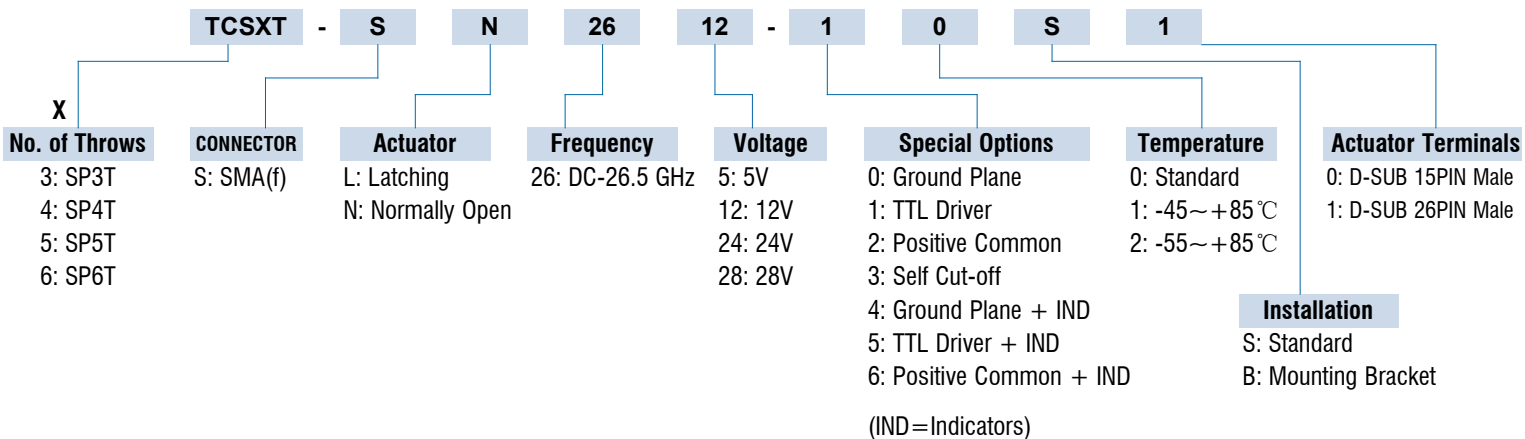 TCSXT - S N 26 12 - 1 0 S 1
X
No. of Throws
3: SP3T
4: SP4T
5: SP5T
6: SP6T
CONNECTOR
S: SMA(f)
Actuator
L: Latching
N: Normally Open
Frequency
26: DC-26.5 GHz
Voltage
5: 5V
12: 12V
24: 24V
28: 28V
Special Options
0: Ground Plane
1: TTL Driver
2: Positive Common
3: Self Cut-off
4: Ground Plane + IND
5: TTL Driver + IND
6: Positive Common + IND
(IND=Indicators)
Temperature
0: Standard
1: -45~+85℃
2: -55~+85℃
Installation
S: Standard
B: Mounting Bracket
Actuator Terminals
0: D-SUB 15PIN Male
1: D-SUB 26PIN Male